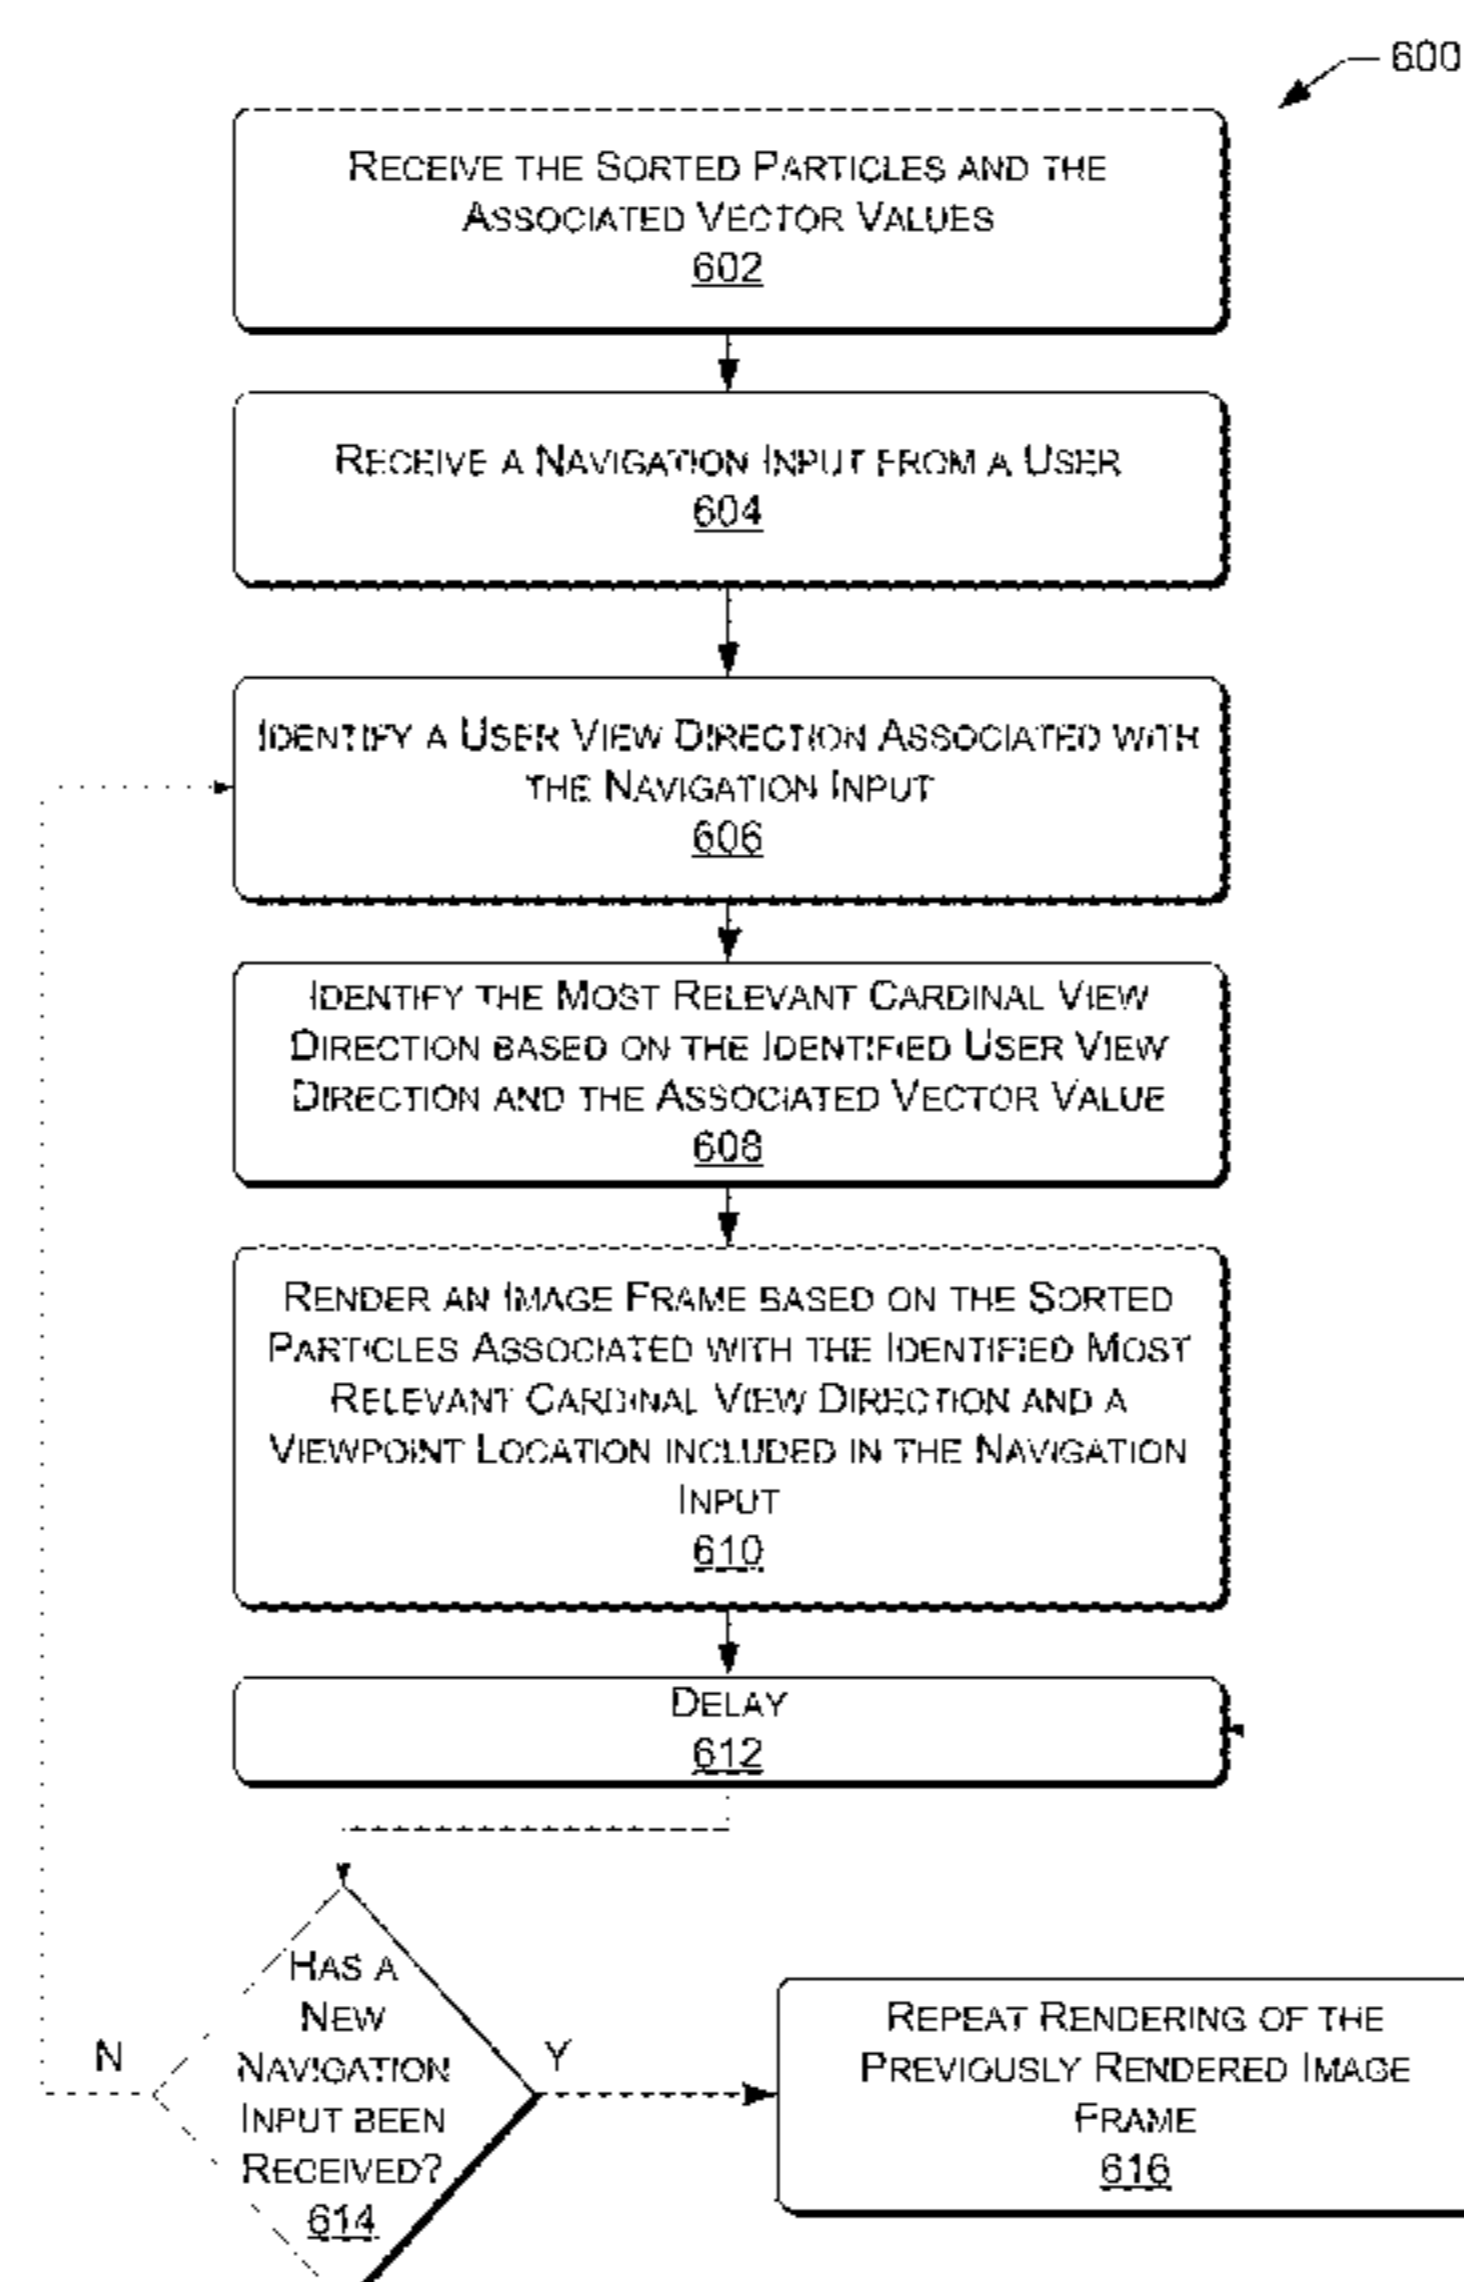 600
RECEIVE THE SORTED PARTICLES AND THE
ASSOCIATED VECTOR VALUES
602
RECEIVE A NAVIGATION INPUT FROM A USER
604
IDENTIFY A USER VIEW DIRECTION ASSOCIATED WITH
THE NAVIGATION INPUT
606
IDENTIFY THE MOST RELEVANT CARDINAL VIEW
DIRECTION BASED ON THE IDENTIFIED USER VIEW
DIRECTION AND THE ASSOCIATED VECTOR VALUE
608
RENDER AN IMAGE FRAME BASED ON THE SORTED
PARTICLES ASSOCIATED WITH THE IDENTIFIED MOST
RELEVANT CARDINAL VIEW DIRECTION AND A
VIEWPOINT LOCATION INCLUDED IN THE NAVIGATION
INPUT
610
DELAY
612
HAS A
NEW
NAVIGATION
INPUT BEEN
RECEIVED?
614
N
Y
REPEAT RENDERING OF THE
PREVIOUSLY RENDERED IMAGE
FRAME
616